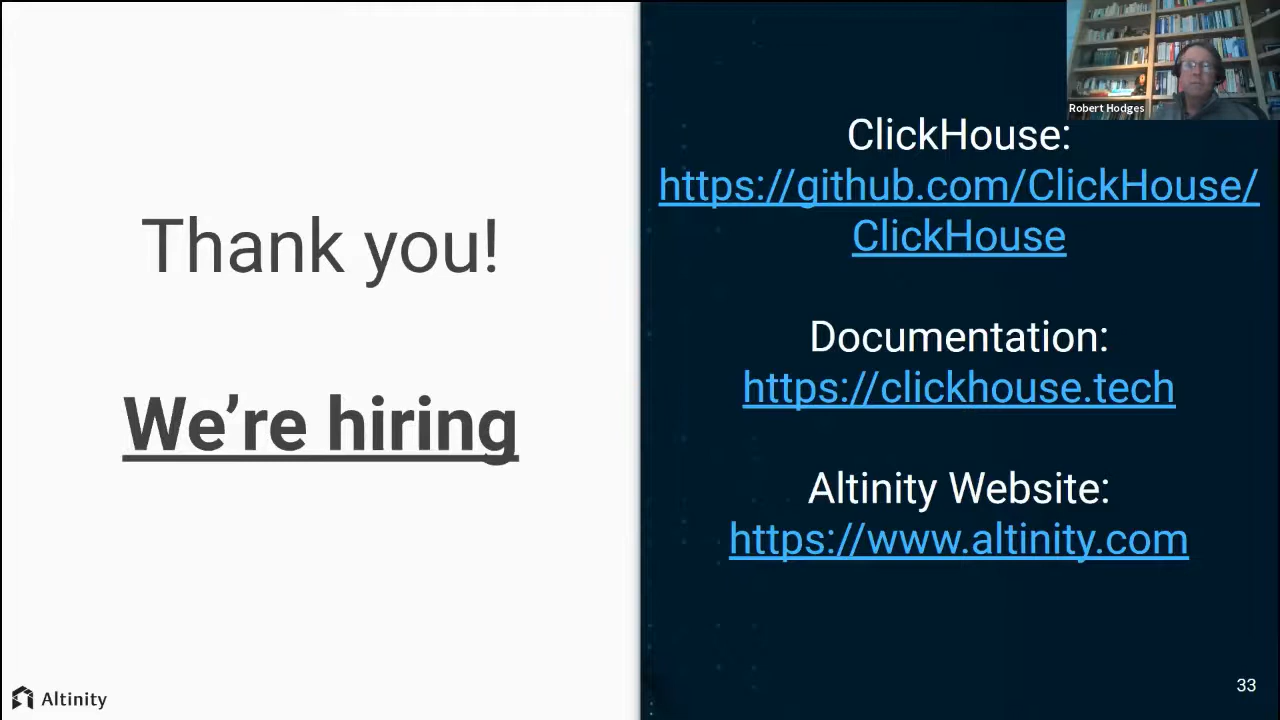 Thank you!
We're hiring
Altinity
Robert Hodges
ClickHouse:
https://github.com/ClickHouse/
ClickHouse
Documentation:
https://clickhouse.tech
Altinity Website:
https://www.altinity.com
33